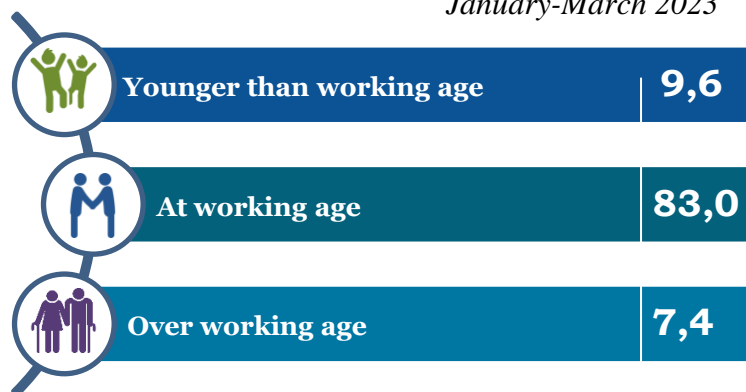 January-March 2023
Younger than working age 9,6
At working age 83,0
Over working age 7,4